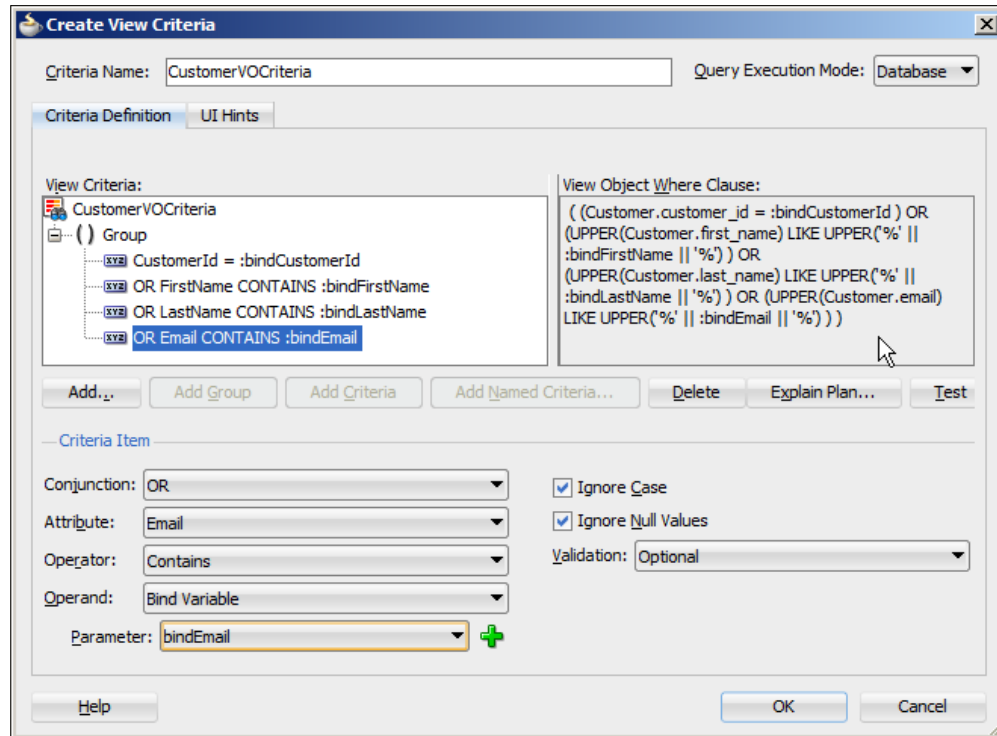 Create View Criteria
Criteria Name: CustomerVOCriteria Query Execution Mode: Database
Criteria Definition UI Hints
View Criteria:
CustomerVOCriteria
( ) Group
XYZ CustomerId = :bindCustomerId
XYZ OR FirstName CONTAINS :bindFirstName
XYZ OR LastName CONTAINS :bindLastName
XYZ OR Email CONTAINS :bindEmail
View Object Where Clause:
( (Customer.customer_id = :bindCustomerId ) OR
(UPPER(Customer.first_name) LIKE UPPER('%' ||
:bindFirstName || '%') ) OR
(UPPER(Customer.last_name) LIKE UPPER('%' ||
:bindLastName || '%') ) OR (UPPER(Customer.email)
LIKE UPPER('%' || :bindEmail || '%') ) )
Add... Add Group Add Criteria Add Named Criteria... Delete Explain Plan... Test
Criteria Item
Conjunction: OR
Attribute: Email
Operator: Contains
Operand: Bind Variable
Parameter: bindEmail
Ignore Case
Ignore Null Values
Validation: Optional
Help OK Cancel